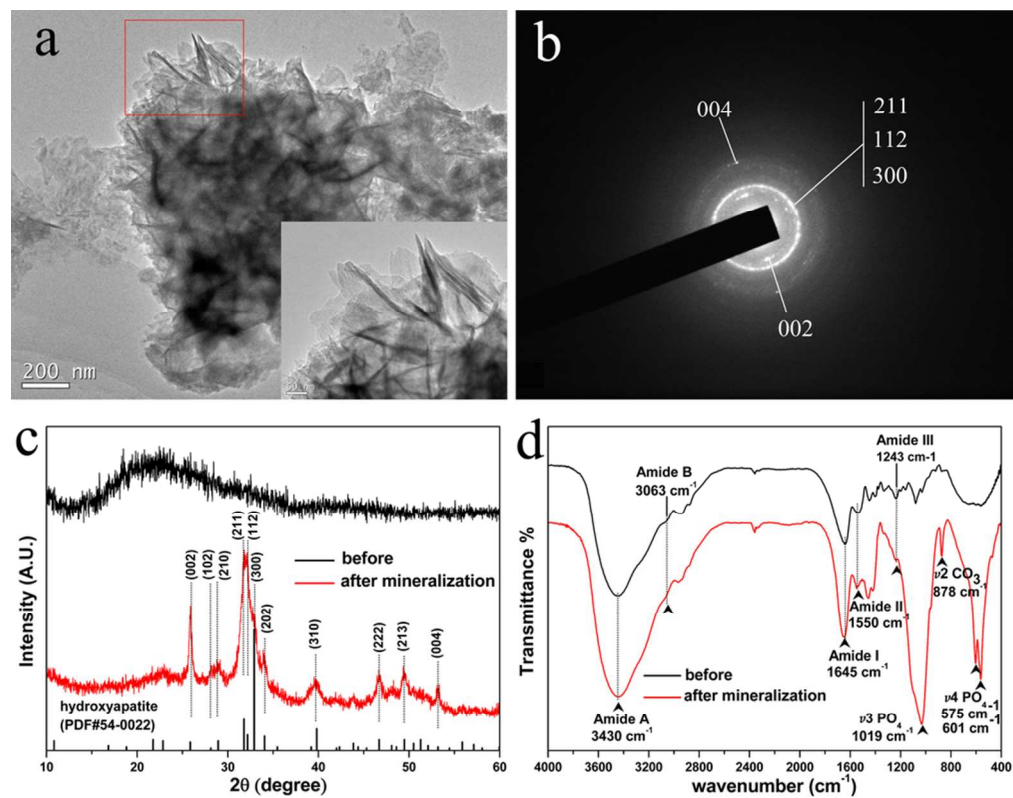 a
200 nm
b
004
211
112
300
002
c
Intensity (A.U.)
(002)
(102)
(210)
(211)
(112)
(300)
(202)
(310)
(222)
(213)
(004)
before
after mineralization
hydroxyapatite
(PDF#54-0022)
10
20
30
40
50
60
2θ (degree)
d
Transmittance %
Amide B
3063 cm-1
Amide III
1243 cm-1
ν2 CO3
878 cm-1
Amide II
1550 cm-1
Amide I
1645 cm-1
before
after mineralization
Amide A
3430 cm-1
ν3 PO4
1019 cm-1
ν4 PO4
575 cm-1
601 cm-1
4000
3600
3200
2800
2400
2000
1600
1200
800
400
wavenumber (cm-1)